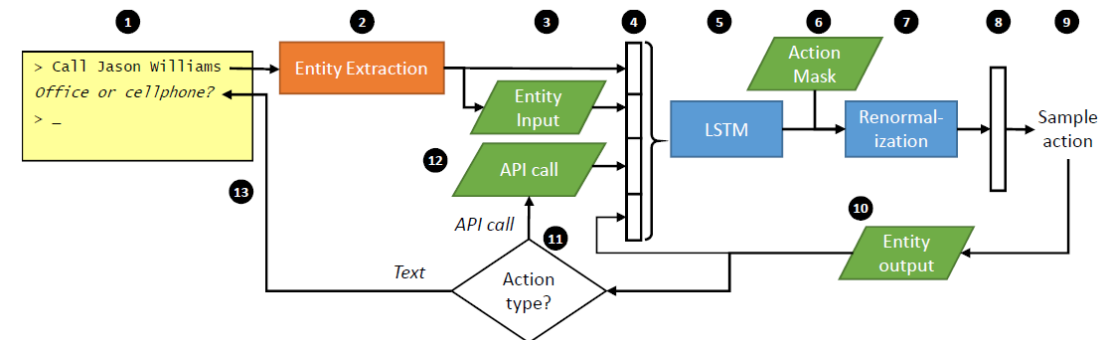 1
2
3
4
5
6
7
8
9
> Call Jason Williams
Office or cellphone?
> _
Entity Extraction
Entity
Input
Action
Mask
LSTM
Renormal-
ization
Sample
action
12
API call
13
API call
11
10
Entity
output
Text
Action
type?